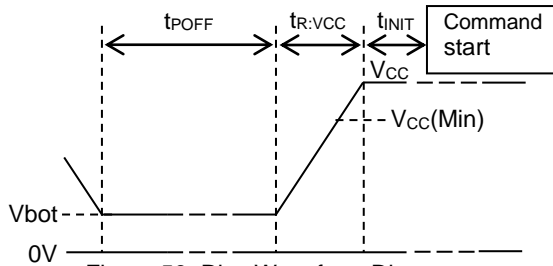 tPOFF
tR:VCC
tINIT
Command
start
VCC
VCC(Min)
Vbot
0V